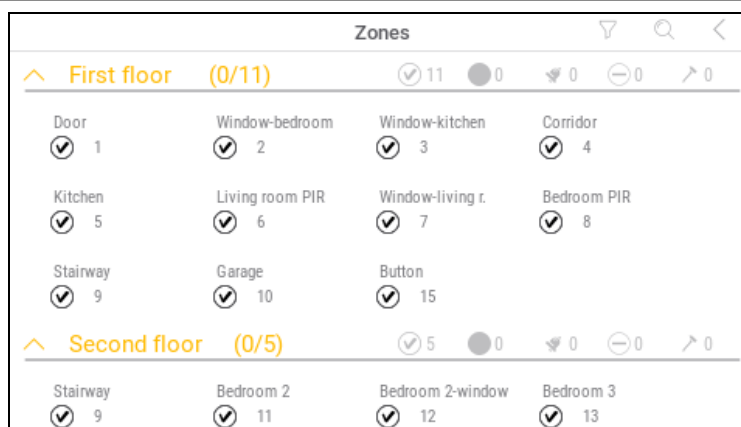 Zones
First floor (0/11) 11 0 0 0 0
Door Window-bedroom Window-kitchen Corridor
1 2 3 4
Kitchen Living room PIR Window-living r. Bedroom PIR
5 6 7 8
Stairway Garage Button
9 10 15
Second floor (0/5) 5 0 0 0 0
Stairway Bedroom 2 Bedroom 2-window Bedroom 3
9 11 12 13